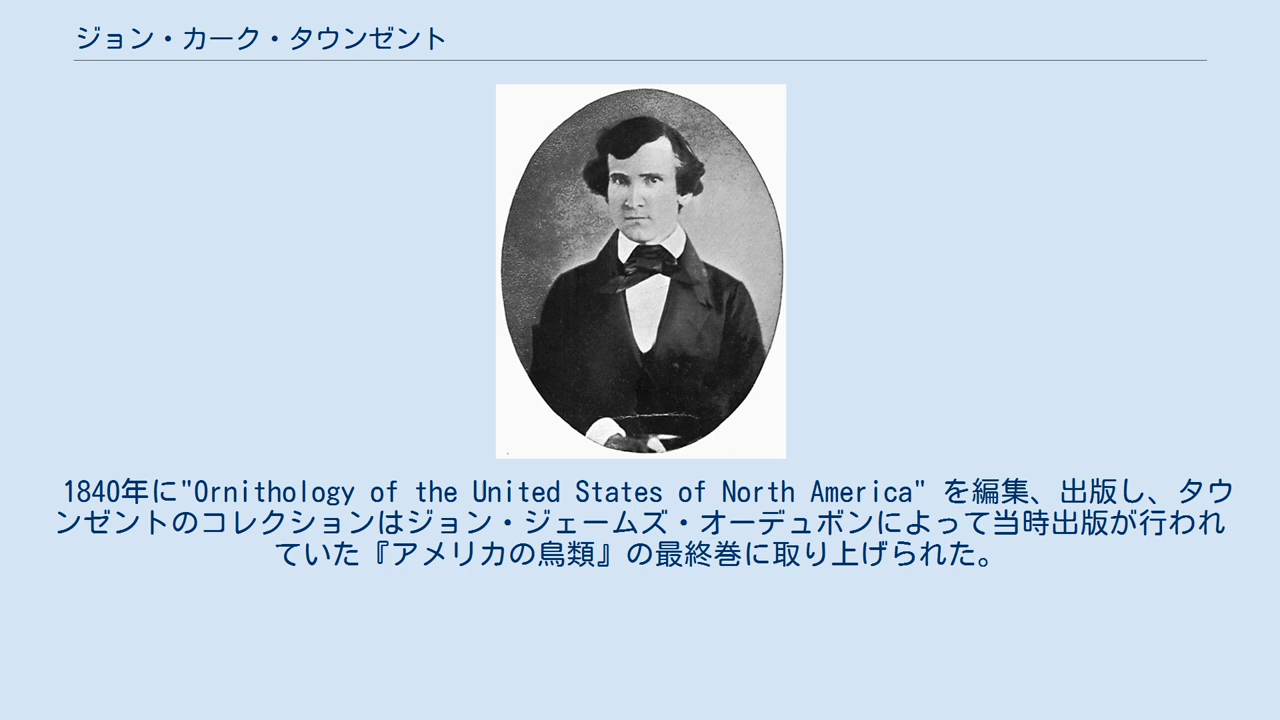 ジョン・カーク・タウンゼント
1840年に"Ornithology of the United States of North America" を編集、出版し、タウ
ンゼントのコレクションはジョン・ジェームズ・オーデュボンによって当時出版が行われ
ていた『アメリカの鳥類』の最終巻に取り上げられた。